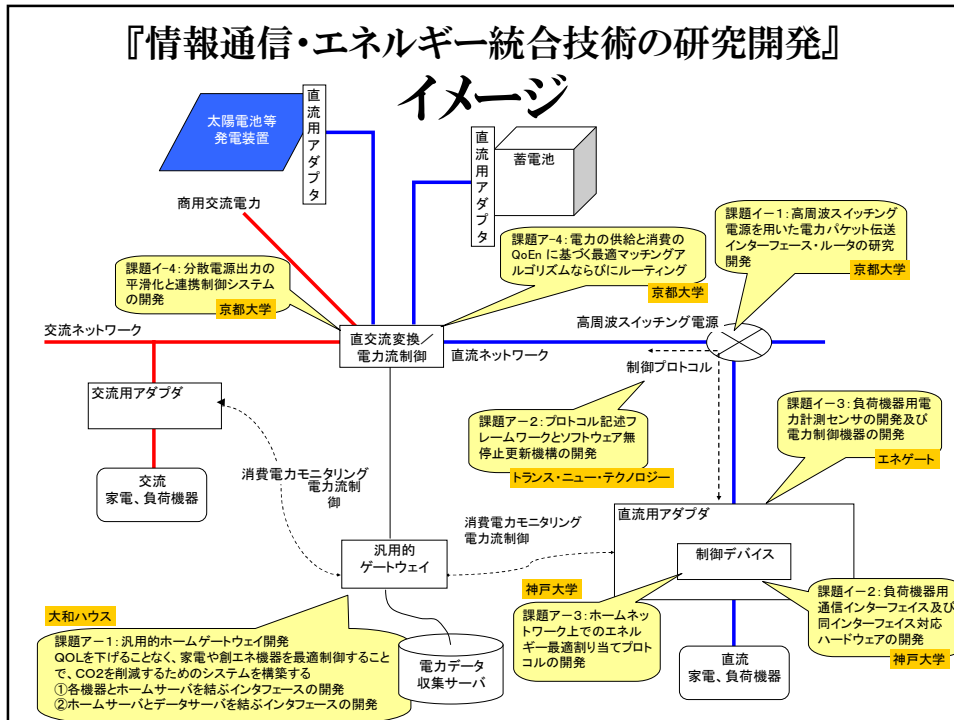 『情報通信・エネルギー統合技術の研究開発』
イメージ
太陽電池等
発電装置
直流用アダプタ
直流用アダプタ
蓄電池
商用交流電力
課題イー1:高周波スイッチング
電源を用いた電力パケット伝送
インターフェース・ルータの研究
開発
京都大学
課題ア-4:電力の供給と消費の
QoEn に基づく最適マッチングア
ルゴリズムならびにルーティング
京都大学
課題イ-4:分散電源出力の
平滑化と連携制御システム
の開発
京都大学
高周波スイッチング電源
交流ネットワーク
直交流変換/
電力流制御
直流ネットワーク
制御プロトコル
交流用アダプダ
課題イー3:負荷機器用電
力計測センサの開発及び
電力制御機器の開発
エネゲート
課題アー2:プロトコル記述フ
レームワークとソフトウェア無
停止更新機構の開発
トランス・ニュー・テクノロジー
交流
家電、負荷機器
消費電力モニタリング
電力流制
御
消費電力モニタリング
電力流制御
直流用アダプダ
制御デバイス
汎用的
ゲートウェイ
神戸大学
課題アー3:ホームネッ
トワーク上でのエネル
ギー最適割り当てプロト
コルの開発
課題イー2:負荷機器用
通信インターフェイス及び
同インターフェイス対応
ハードウェアの開発
神戸大学
大和ハウス
課題アー1:汎用的ホームゲートウェイ開発
QOLを下げることなく、家電や創エネ機器を最適制御すること
で、CO2を削減するためのシステムを構築する
①各機器とホームサーバを結ぶインタフェースの開発
②ホームサーバとデータサーバを結ぶインタフェースの開発
電力データ
収集サーバ
直流
家電、負荷機器